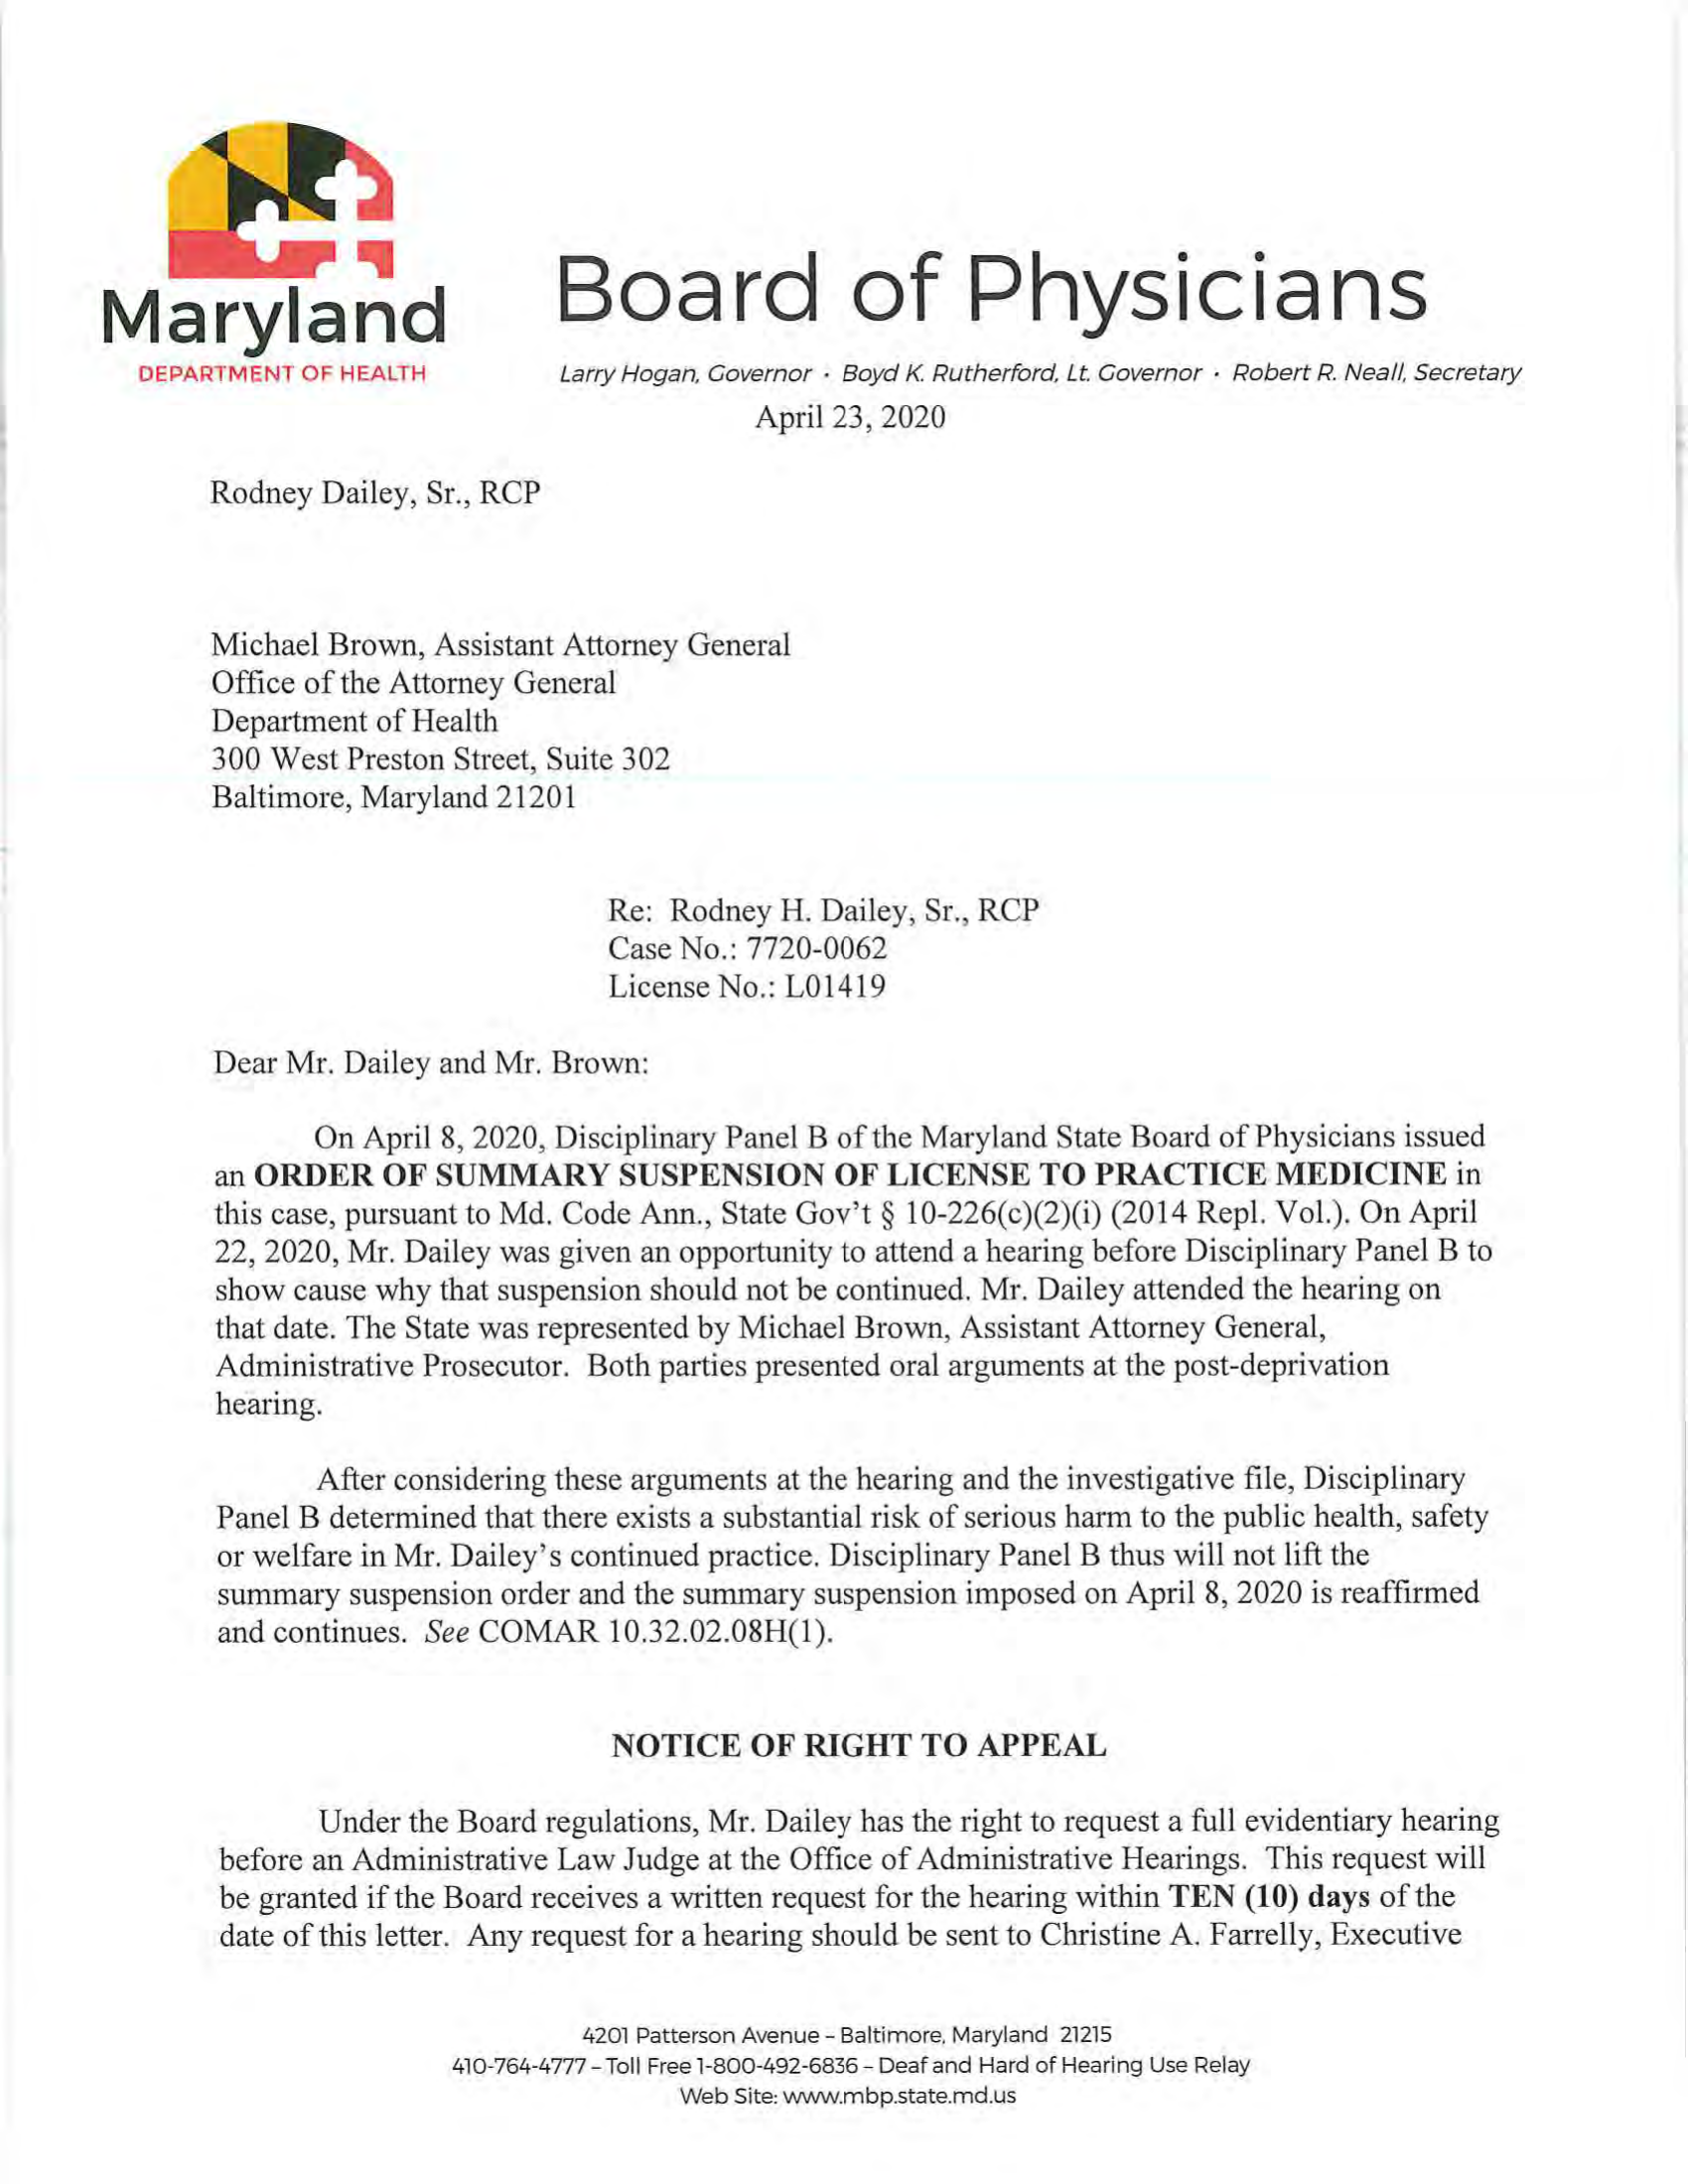 Maryland
DEPARTMENT OF HEALTH
Board of Physicians
Larry Hogan, Governor · Boyd K. Rutherford, Lt. Governor · Robert R. Neall, Secretary
April 23, 2020
Rodney Dailey, Sr., RCP
Michael Brown, Assistant Attorney General
Office of the Attorney General
Department of Health
300 West Preston Street, Suite 302
Baltimore, Maryland 21201
Re: Rodney H. Dailey, Sr., RCP
Case No.: 7720-0062
License No.: L01419
Dear Mr. Dailey and Mr. Brown:
On April 8, 2020, Disciplinary Panel B of the Maryland State Board of Physicians issued
an ORDER OF SUMMARY SUSPENSION OF LICENSE TO PRACTICE MEDICINE in
this case, pursuant to Md. Code Ann., State Gov't § 10-226(c)(2)(i) (2014 Repl. Vol.). On April
22, 2020, Mr. Dailey was given an opportunity to attend a hearing before Disciplinary Panel B to
show cause why that suspension should not be continued. Mr. Dailey attended the hearing on
that date. The State was represented by Michael Brown, Assistant Attorney General,
Administrative Prosecutor. Both parties presented oral arguments at the post-deprivation
hearing.
After considering these arguments at the hearing and the investigative file, Disciplinary
Panel B determined that there exists a substantial risk of serious harm to the public health, safety
or welfare in Mr. Dailey's continued practice. Disciplinary Panel B thus will not lift the
summary suspension order and the summary suspension imposed on April 8, 2020 is reaffirmed
and continues. See COMAR 10.32.02.08H(1).
NOTICE OF RIGHT TO APPEAL
Under the Board regulations, Mr. Dailey has the right to request a full evidentiary hearing
before an Administrative Law Judge at the Office of Administrative Hearings. This request will
be granted if the Board receives a written request for the hearing within TEN (10) days of the
date of this letter. Any request for a hearing should be sent to Christine A. Farrelly, Executive
4201 Patterson Avenue – Baltimore, Maryland 21215
410-764-4777 – Toll Free 1-800-492-6836 – Deaf and Hard of Hearing Use Relay
Web Site: www.mbp.state.md.us